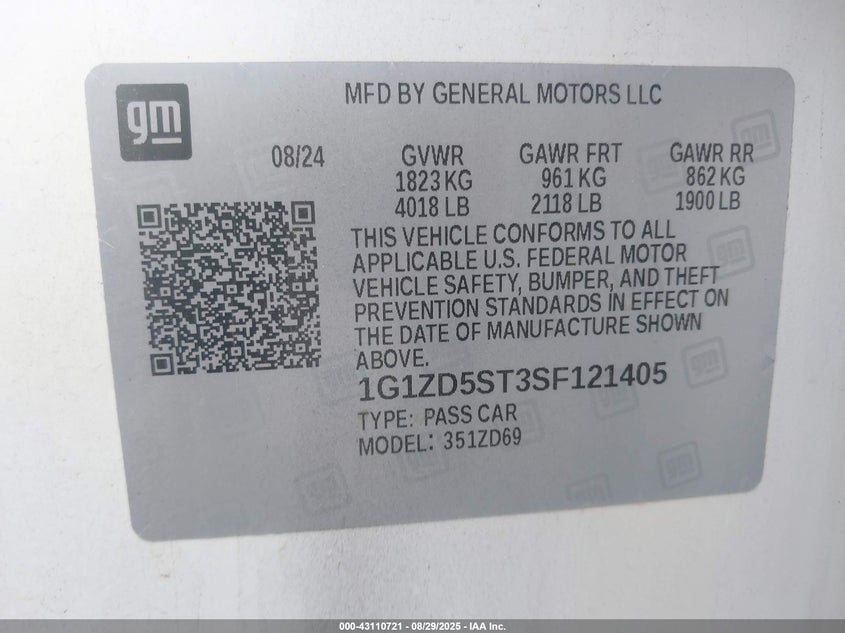 gm
MFD BY GENERAL MOTORS LLC
08/24 GVWR GAWR FRT GAWR RR
1823 KG 961 KG 862 KG
4018 LB 2118 LB 1900 LB
THIS VEHICLE CONFORMS TO ALL
APPLICABLE U.S. FEDERAL MOTOR
VEHICLE SAFETY, BUMPER, AND THEFT
PREVENTION STANDARDS IN EFFECT ON
THE DATE OF MANUFACTURE SHOWN
ABOVE.
1G1ZD5ST3SF121405
TYPE: PASS CAR
MODEL: 351ZD69
000-43110721 - 08/29/2025 - IAA Inc.